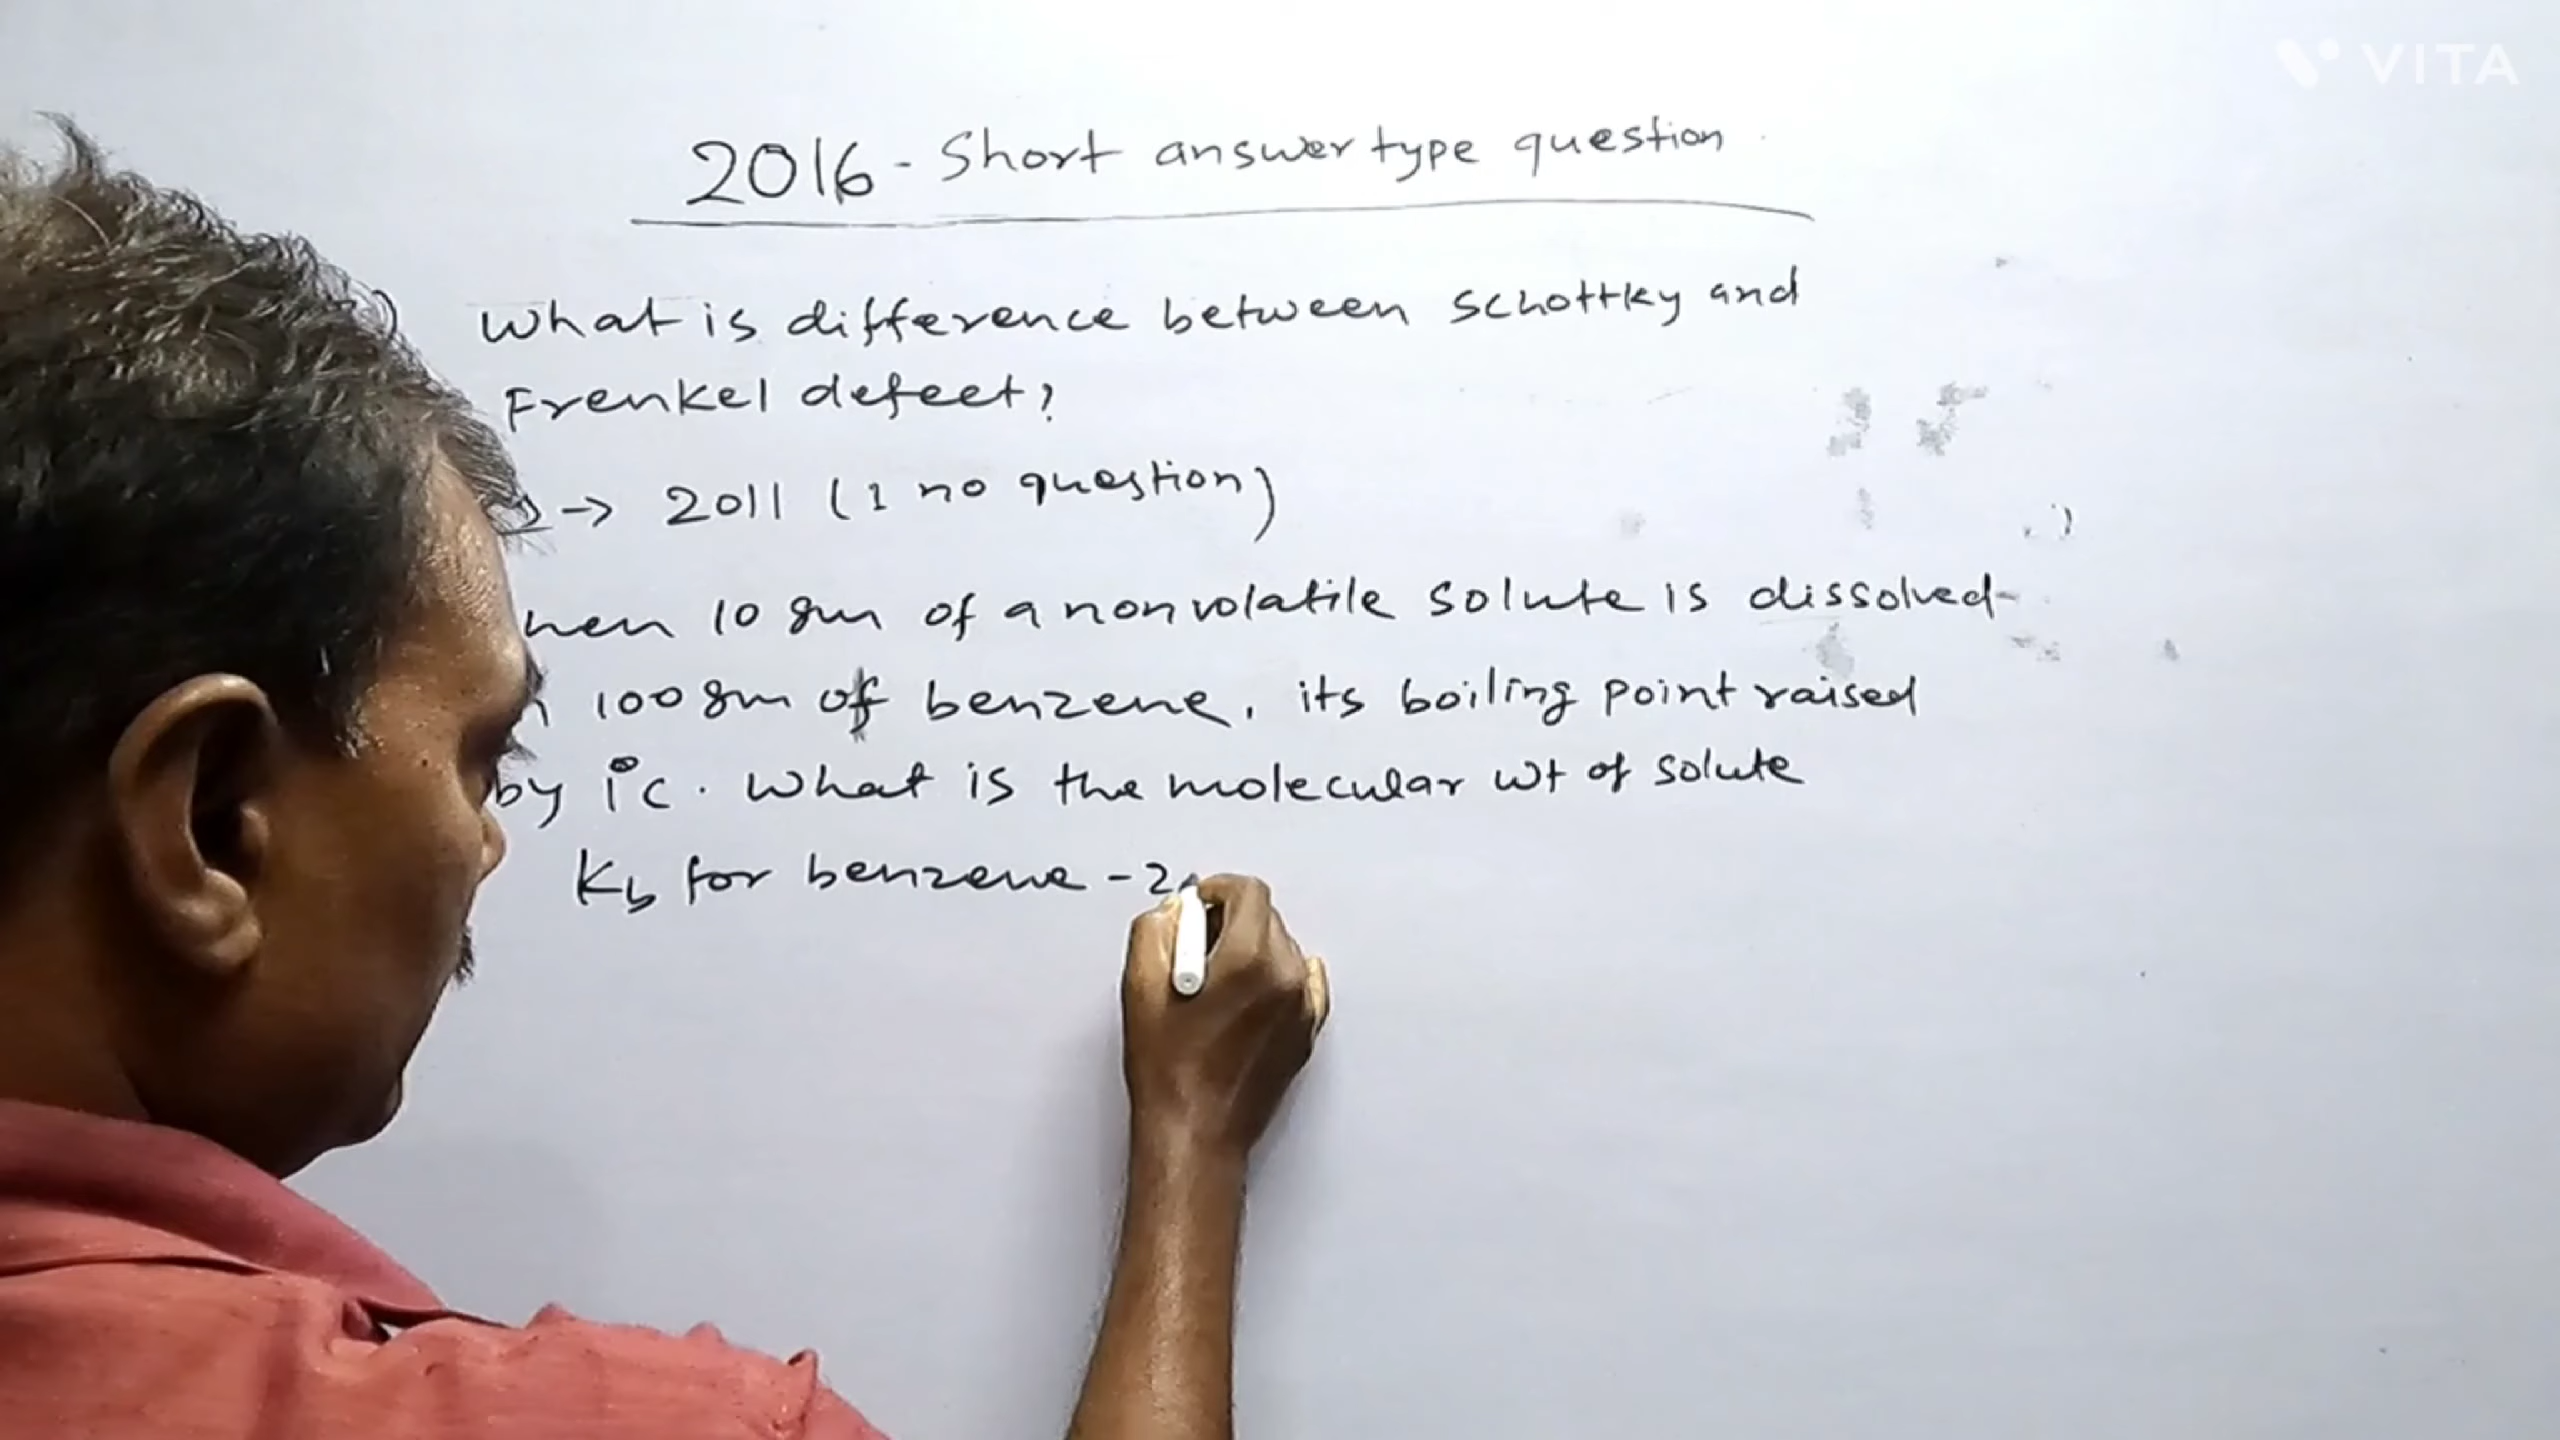 VITA
2016 - Short answer type question
What is difference between Schottky and
Frenkel defeet?
→ 2011 (1 no question)
10 gm of a nonvolatile solute is dissolved
100 gm of benzene, its boiling point raised
by 1°C. What is the molecular wt of solute
Kb for benzene - 2